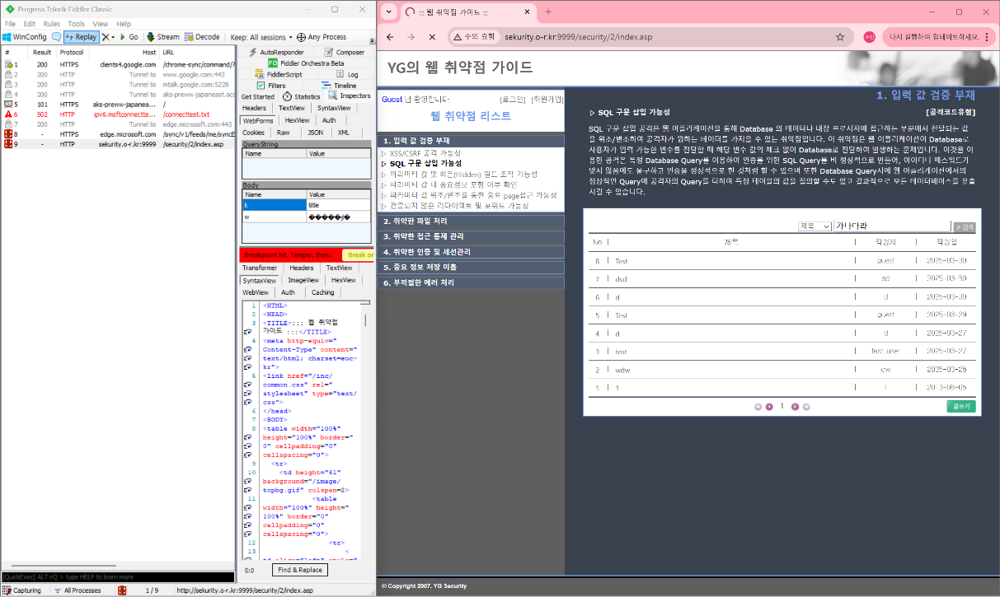 Progress Telerik Fiddler Classic
File Edit Rules Tools View Help
WinConfig Replay Go Stream Decode Keep: All sessions Any Process
# Result Protocol Host URL
1 200 HTTPS clients4.google.com /chrome-sync/command/?
2 200 HTTP Tunnel to www.google.com:443
3 200 HTTP Tunnel to mtalk.google.com:5228
4 200 HTTP Tunnel to aks-preww-japaneast.acc
5 101 HTTPS aks-preww-japanea... /
6 502 HTTP ipv6.msftconnectte... /connecttest.txt
7 200 HTTP Tunnel to edge.microsoft.com:443
8 - HTTPS edge.microsoft.com /sync/v1/feeds/me/syncE
9 - HTTP sekurity.o-r.kr:9999 /security/2/index.asp
[QuickExec] ALT+Q > type HELP to learn more
Capturing All Processes 1 / 9 http://sekurity.o-r.kr:9999/security/2/index.asp
AutoResponder Composer
FO Fiddler Orchestra Beta
FiddlerScript Log
Filters Timeline
Get Started Statistics Inspectors
Headers TextView SyntaxView
WebForms HexView Auth
Cookies Raw JSON XML
QueryString
Name Value
Body
Name Value
k title
w
Breakpoint hit. Tamper, then: Break on
Transformer Headers TextView
SyntaxView ImageView HexView
WebView Auth Caching
1 <HTML>
2 <HEAD>
3 <TITLE>::: 웹 취약점
가이드 :::</TITLE>
4 <meta http-equiv="
Content-Type" content="
text/html; charset=euc-
kr">
5 <link href="/inc/
common.css" rel="
stylesheet" type="text/
css">
6 </head>
7 <BODY>
8 <table width="100%"
height="100%" border="
0" cellpadding="0"
cellspacing="0">
9 <tr>
10 <td height="61"
background="/image/
topbg.gif" colspan=2>
11 <table
width="100%" height="
100%" border="0"
cellpadding="0"
cellspacing="0">
12 <tr>
13 <
td align="left" style="
0:0 Find & Replace
::: 웹 취약점 가이드 :::
주의 요함 sekurity.o-r.kr:9999/security/2/index.asp 수민 다시 실행하여 업데이트하세요.
YG의 웹 취약점 가이드
Guest 님 환영합니다. [로그인] [회원가입]
웹 취약점 리스트
1. 입력 값 검증 부재
▷ XSS/CSRF 공격 가능성
▷ SQL 구문 삽입 가능성
▷ 파라미터 값 및 히든(Hidden) 필드 조작 가능성
▷ 파라미터 값 내 중요정보 포함 여부 확인
▷ 파라미터 값 위조/변조를 통한 중요 page접근 가능성
▷ 검증되지 않은 리다이렉트 및 포워드 가능성
2. 취약한 파일 처리
3. 취약한 접근 통제 관리
4. 취약한 인증 및 세션관리
5. 중요 정보 저장 미흡
6. 부적절한 에러 처리
1. 입력 값 검증 부재
▷ SQL 구문 삽입 가능성 [공격코드유형]
SQL 구문 삽입 공격은 웹 어플리케이션을 통해 Database 의 데이터나 내장 프로시저에 접근하는 부분에서 전달되는 값
을 위조/변조하여 공격자가 원하는 데이터를 가져올 수 있는 취약점입니다. 이 취약점은 웹 어플리케이션이 Database로
사용자가 입력 가능한 변수를 전달할 때 해당 변수 값의 체크 없이 Database로 전달하여 발생하는 문제입니다. 이것을 이
용한 공격은 특정 Database Query를 이용하여 인증을 위한 SQL Query를 비 정상적으로 만들어, 아이디나 패스워드가
맞지 않음에도 불구하고 인증을 정상적으로 한 것처럼 할 수 있으며 또한 Database Query시에 웹 어플리케이션에서의
정상적인 Query에 공격자의 Query를 더하여 특정 테이블의 값을 질의할 수도 있고 결과적으로 모든 데이터베이스를 유출
시킬 수 있습니다.
제목 가나다라 검색
No | 제목 | 작성자 | 작성일
8 | Test | guest | 2025-03-30
7 | dsd | sd | 2025-03-30
6 | d | d | 2025-03-30
5 | Test | guest | 2025-03-29
4 | d | d | 2025-03-27
3 | test | test_user | 2025-03-27
2 | wdw | cw | 2025-03-26
1 | 1 | 1 | 2013-08-05
1 글쓰기
© Copyright 2007. YG Security